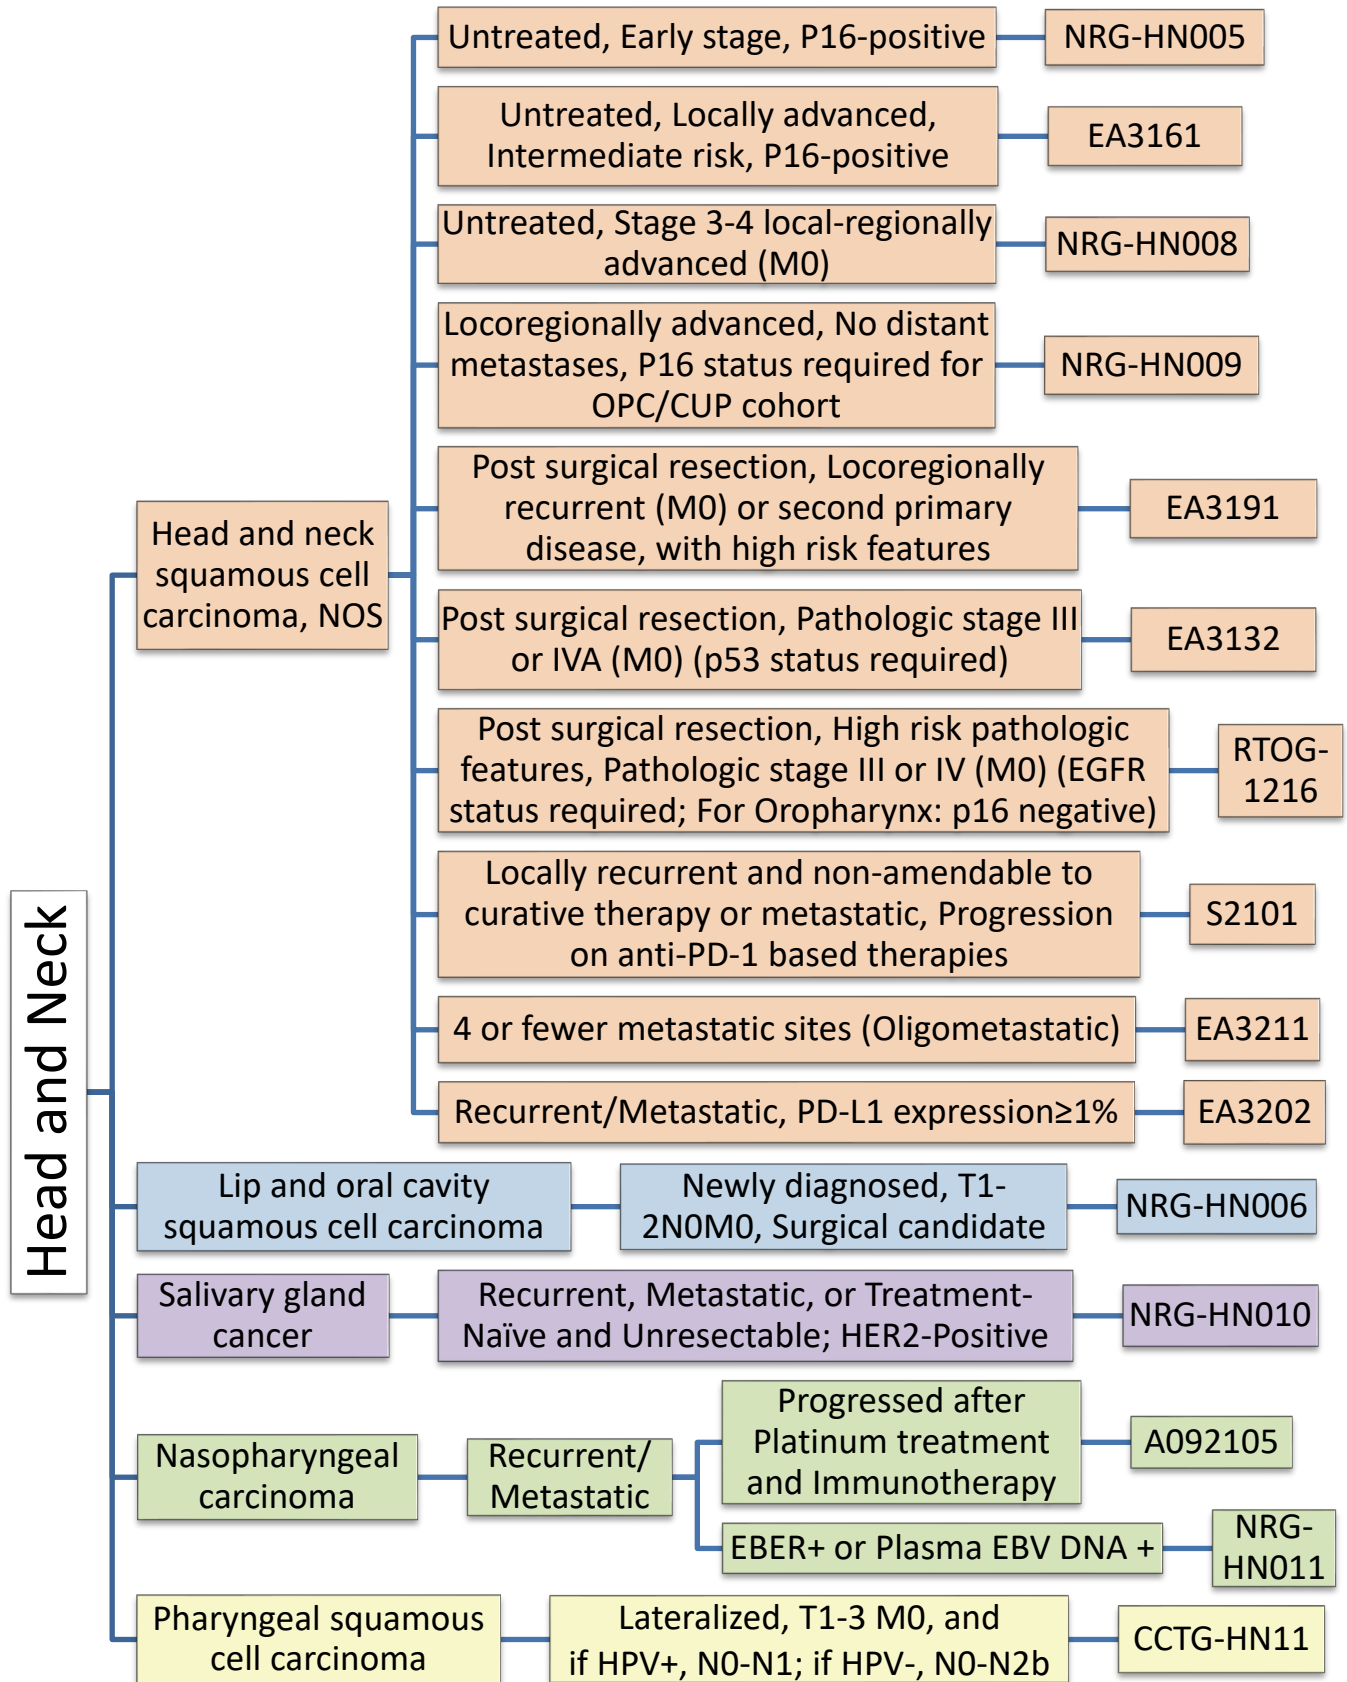 Head and Neck
Head and neck
squamous cell
carcinoma, NOS
Untreated, Early stage, P16-positive
NRG-HN005
Untreated, Locally advanced,
Intermediate risk, P16-positive
EA3161
Untreated, Stage 3-4 local-regionally
advanced (M0)
NRG-HN008
Locoregionally advanced, No distant
metastases, P16 status required for
OPC/CUP cohort
NRG-HN009
Post surgical resection, Locoregionally
recurrent (M0) or second primary
disease, with high risk features
EA3191
Post surgical resection, Pathologic stage III
or IVA (M0) (p53 status required)
EA3132
Post surgical resection, High risk pathologic
features, Pathologic stage III or IV (M0) (EGFR
status required; For Oropharynx: p16 negative)
RTOG-
1216
Locally recurrent and non-amendable to
curative therapy or metastatic, Progression
on anti-PD-1 based therapies
S2101
4 or fewer metastatic sites (Oligometastatic)
EA3211
Recurrent/Metastatic, PD-L1 expression≥1%
EA3202
Lip and oral cavity
squamous cell carcinoma
Newly diagnosed, T1-
2N0M0, Surgical candidate
NRG-HN006
Salivary gland
cancer
Recurrent, Metastatic, or Treatment-
Naïve and Unresectable; HER2-Positive
NRG-HN010
Nasopharyngeal
carcinoma
Recurrent/
Metastatic
Progressed after
Platinum treatment
and Immunotherapy
A092105
EBER+ or Plasma EBV DNA +
NRG-
HN011
Pharyngeal squamous
cell carcinoma
Lateralized, T1-3 M0, and
if HPV+, N0-N1; if HPV-, N0-N2b
CCTG-HN11